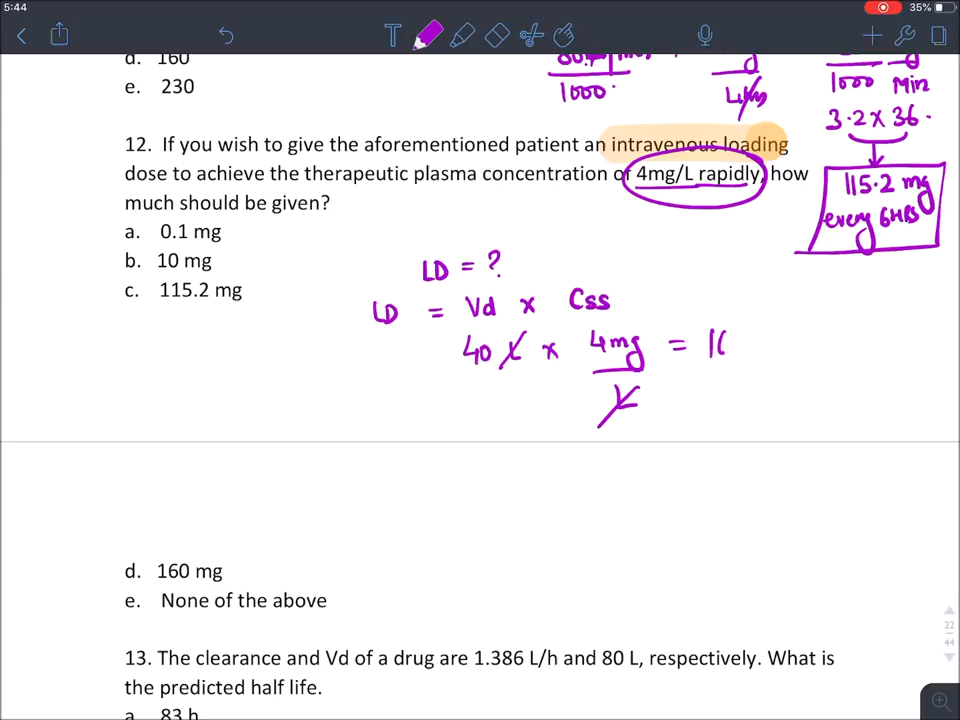 5:44
35%
d. 160
e. 230
1000
1000 Min
3.2 x 36
115.2 mg
every 6HRS
12. If you wish to give the aforementioned patient an intravenous loading
dose to achieve the therapeutic plasma concentration of 4mg/L rapidly, how
much should be given?
a. 0.1 mg
b. 10 mg
c. 115.2 mg
LD = ?
LD = Vd x Css
40 L x 4mg = 16
L
d. 160 mg
e. None of the above
13. The clearance and Vd of a drug are 1.386 L/h and 80 L, respectively. What is
the predicted half life.
a. 83 h
22
44